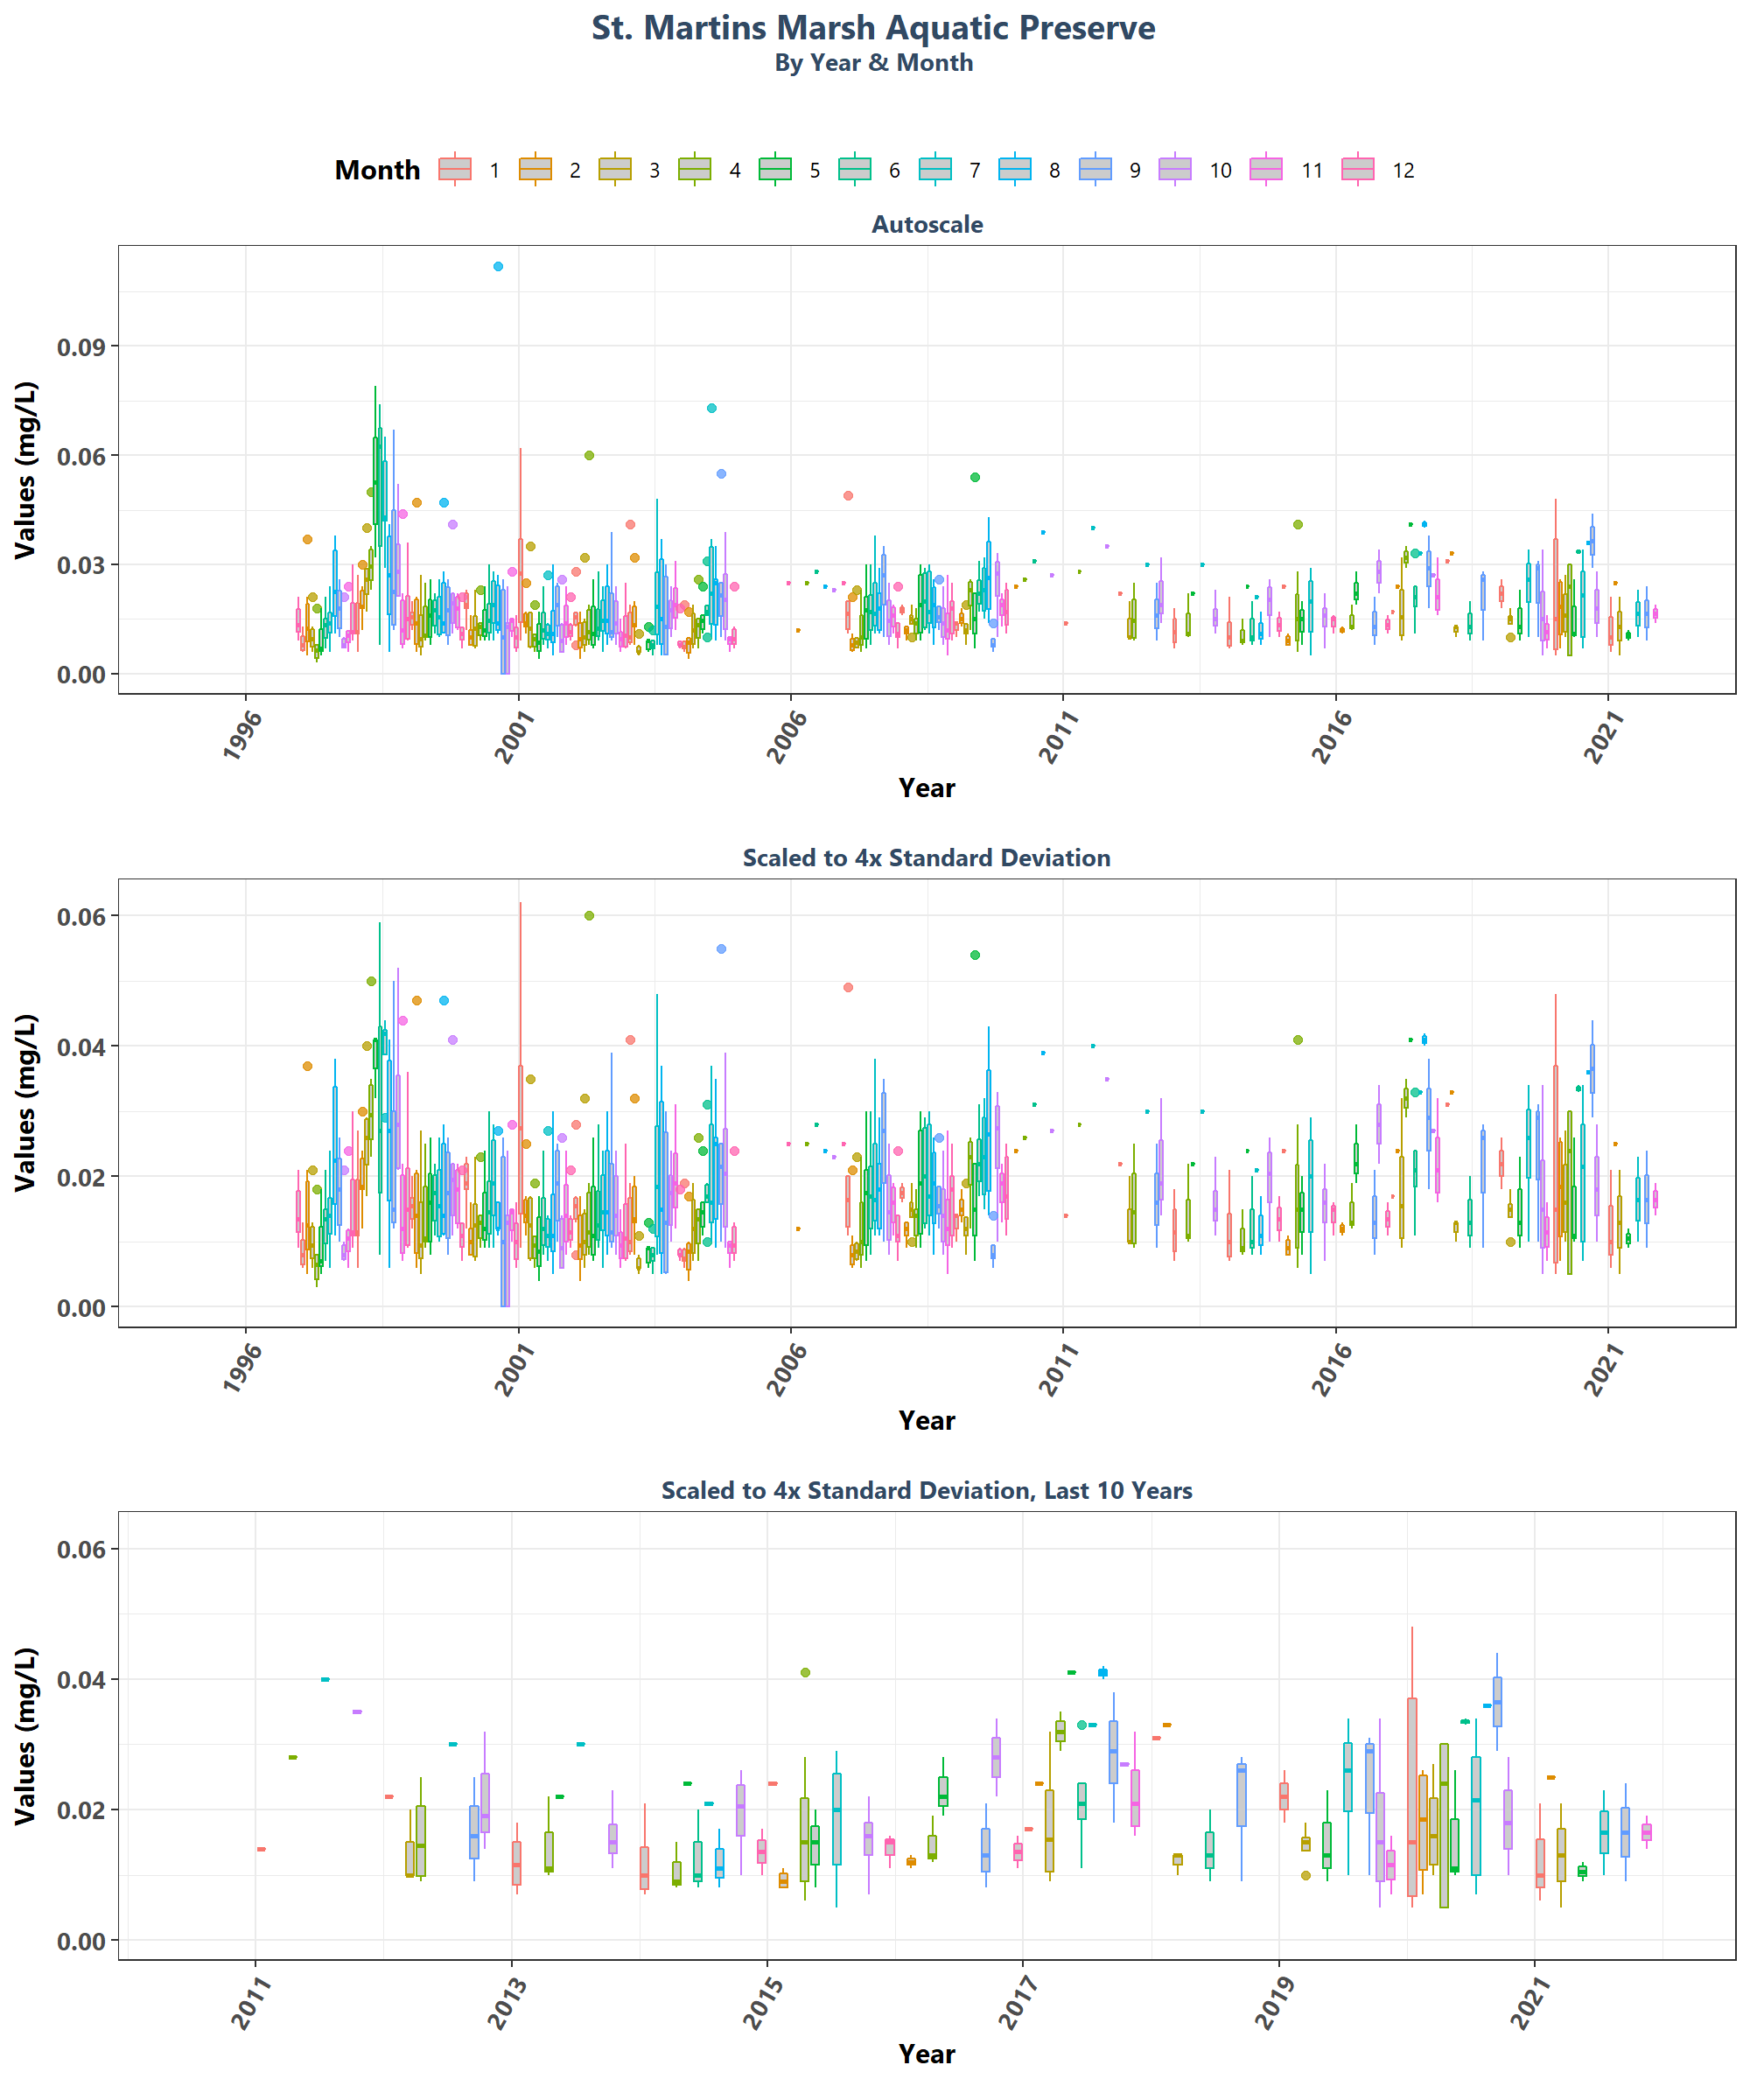 St. Martins Marsh Aquatic Preserve
By Year & Month
Month 1 2 3 4 5 6 7 8 9 10 11 12
Autoscale
Values (mg/L)
0.09
0.06
0.03
0.00
1996 2001 2006 2011 2016 2021
Year
Scaled to 4x Standard Deviation
Values (mg/L)
0.06
0.04
0.02
0.00
1996 2001 2006 2011 2016 2021
Year
Scaled to 4x Standard Deviation, Last 10 Years
Values (mg/L)
0.06
0.04
0.02
0.00
2011 2013 2015 2017 2019 2021
Year